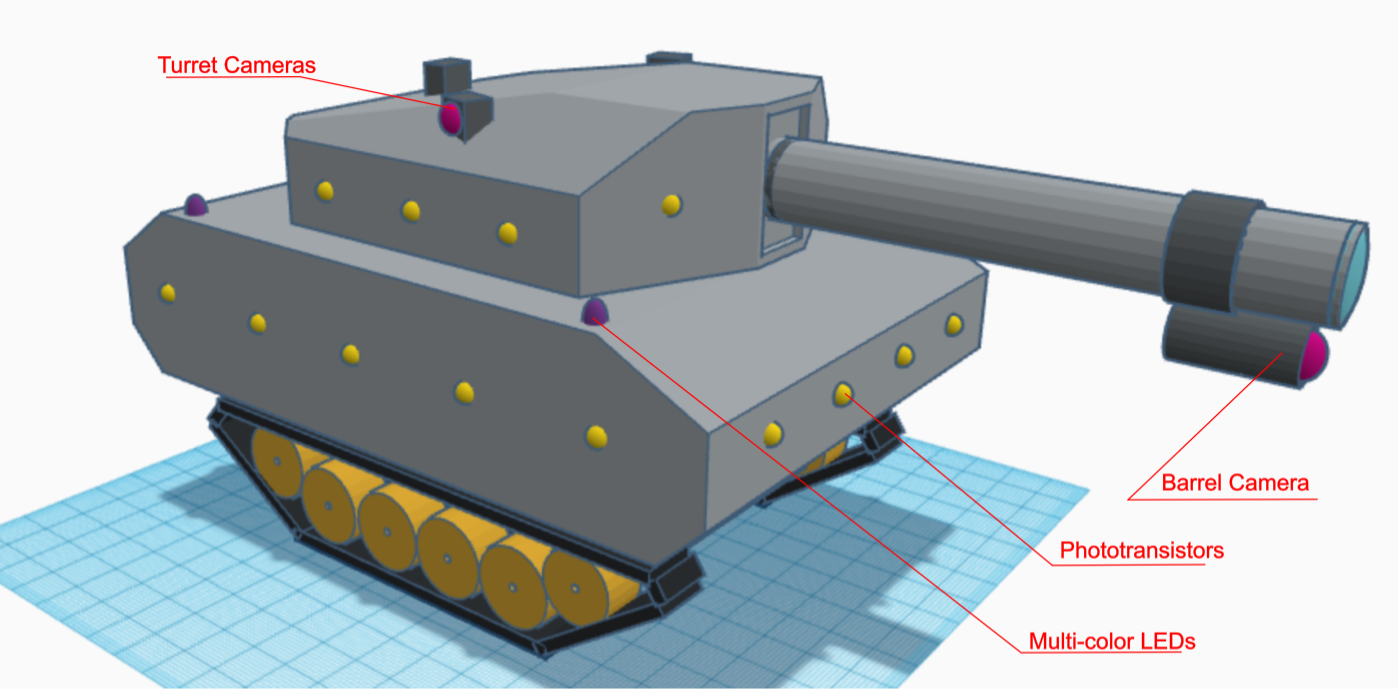 Turret Cameras
Barrel Camera
Phototransistors
Multi-color LEDs